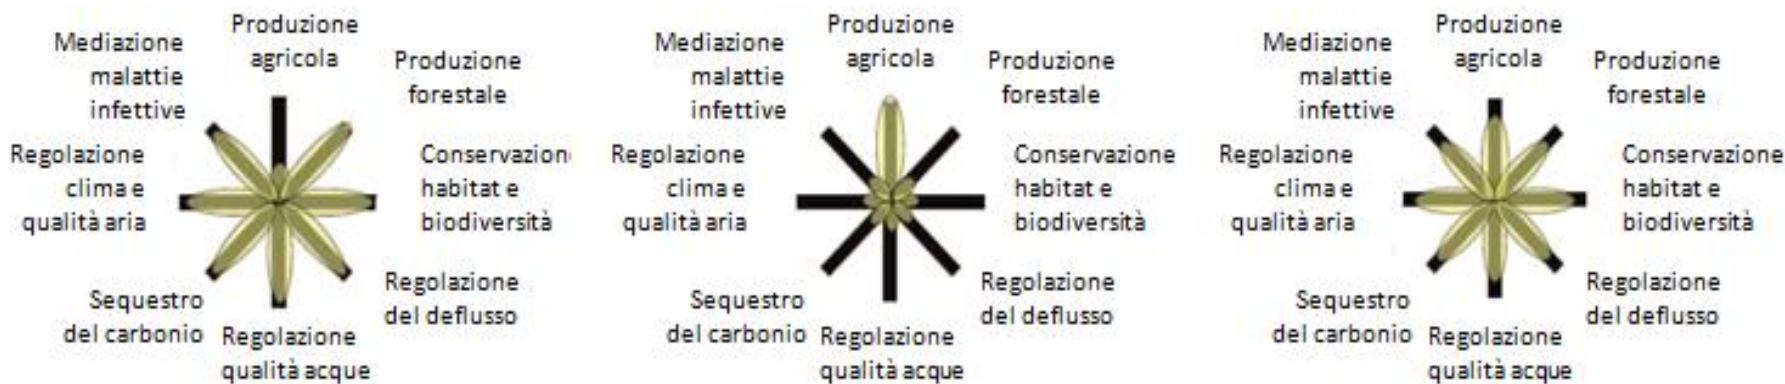 Produzione
agricola
Mediazione
malattie
infettive
Produzione
forestale
Regolazione
clima e
qualità aria
Conservazion
habitat e
biodiversità
Sequestro
del carbonio
Regolazione
del deflusso
Regolazione
qualità acque
Produzione
agricola
Mediazione
malattie
infettive
Produzione
forestale
Regolazione
clima e
qualità aria
Conservazione
habitat e
biodiversità
Sequestro
del carbonio
Regolazione
del deflusso
Regolazione
qualità acque
Produzione
agricola
Mediazione
malattie
infettive
Produzione
forestale
Regolazione
clima e
qualità aria
Conservazione
habitat e
biodiversità
Sequestro
del carbonio
Regolazione
del deflusso
Regolazione
qualità acque